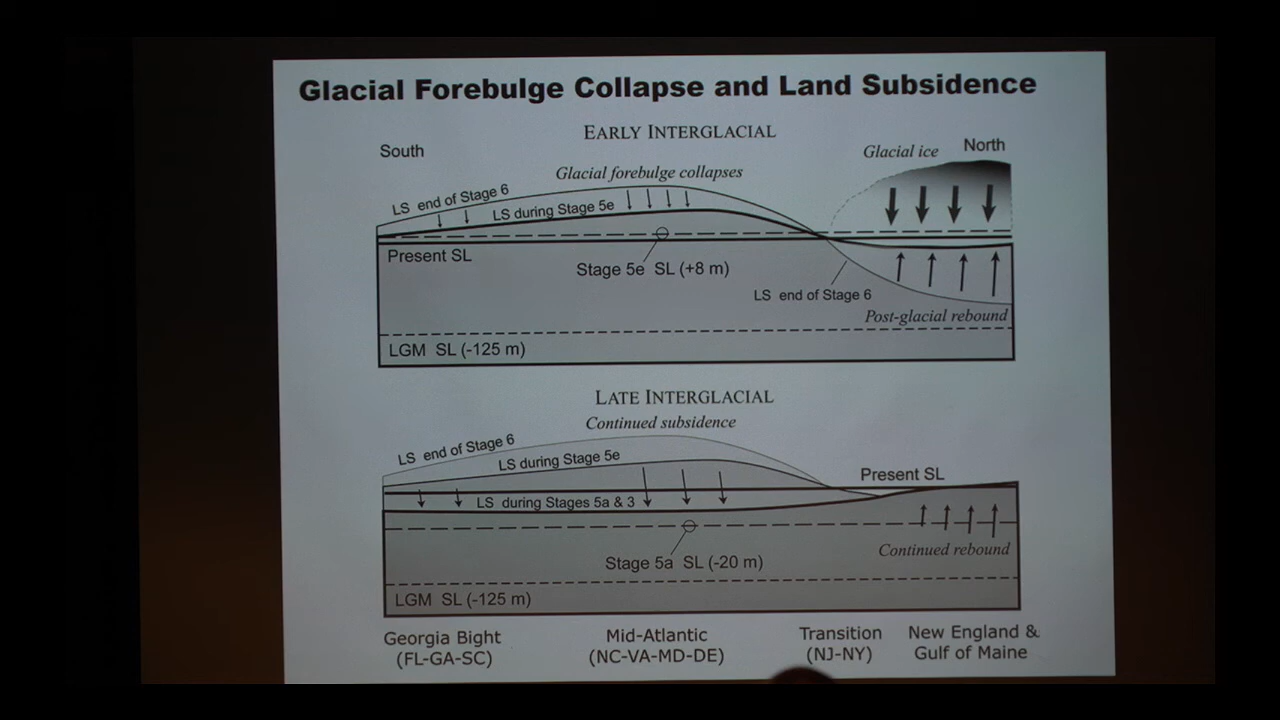 Glacial Forebulge Collapse and Land Subsidence
EARLY INTERGLACIAL
South
Glacial ice
North
Glacial forebulge collapses
LS end of Stage 6
LS during Stage 5e
Present SL
Stage 5e SL (+8 m)
LS end of Stage 6
Post-glacial rebound
LGM SL (-125 m)
LATE INTERGLACIAL
Continued subsidence
LS end of Stage 6
LS during Stage 5e
Present SL
LS during Stages 5a & 3
Stage 5a SL (-20 m)
Continued rebound
LGM SL (-125 m)
Georgia Bight
(FL-GA-SC)
Mid-Atlantic
(NC-VA-MD-DE)
Transition
(NJ-NY)
New England &
Gulf of Maine